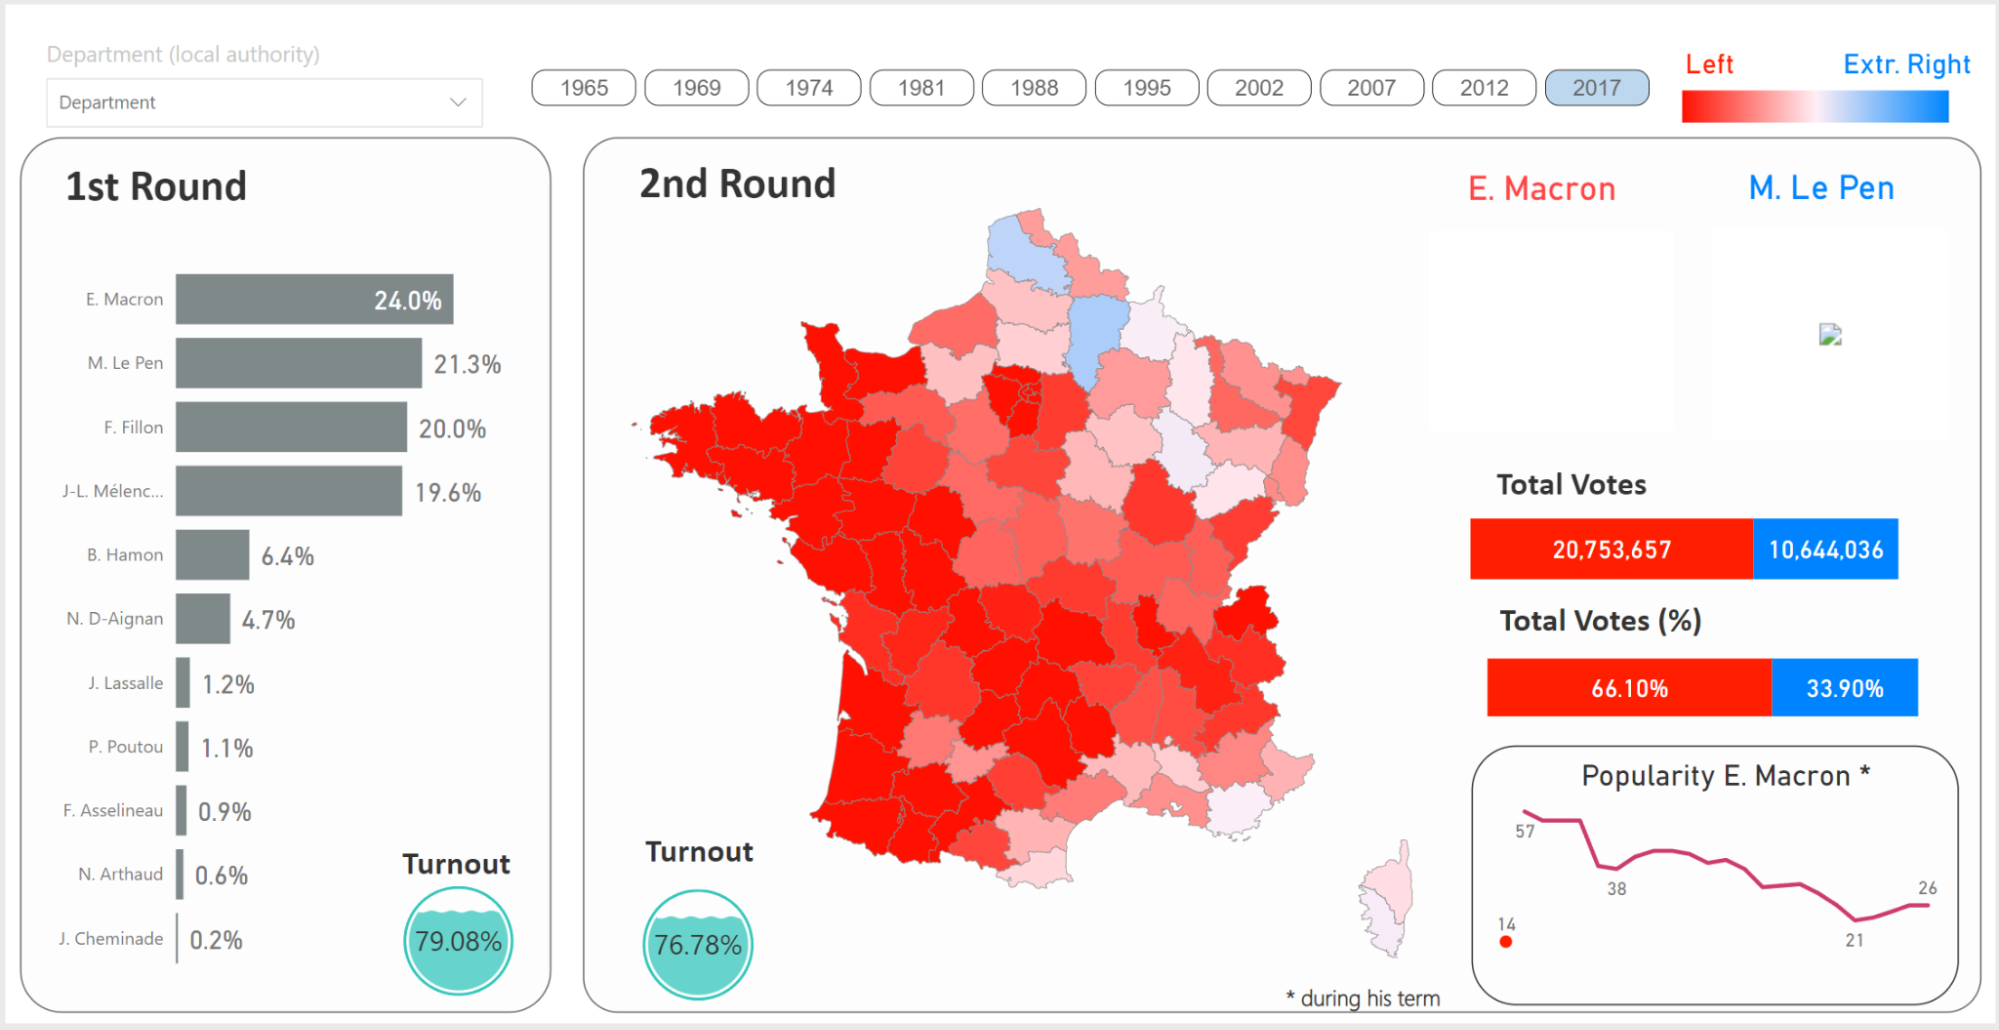 Department (local authority)
Department
1965 1969 1974 1981 1988 1995 2002 2007 2012 2017
Left Extr. Right
1st Round
E. Macron 24.0%
M. Le Pen 21.3%
F. Fillon 20.0%
J-L. Mélenc... 19.6%
B. Hamon 6.4%
N. D-Aignan 4.7%
J. Lassalle 1.2%
P. Poutou 1.1%
F. Asselineau 0.9%
N. Arthaud 0.6%
J. Cheminade 0.2%
Turnout
79.08%
2nd Round
E. Macron M. Le Pen
Total Votes
20,753,657 10,644,036
Total Votes (%)
66.10% 33.90%
Turnout
76.78%
Popularity E. Macron *
57
38
26
14
21
* during his term